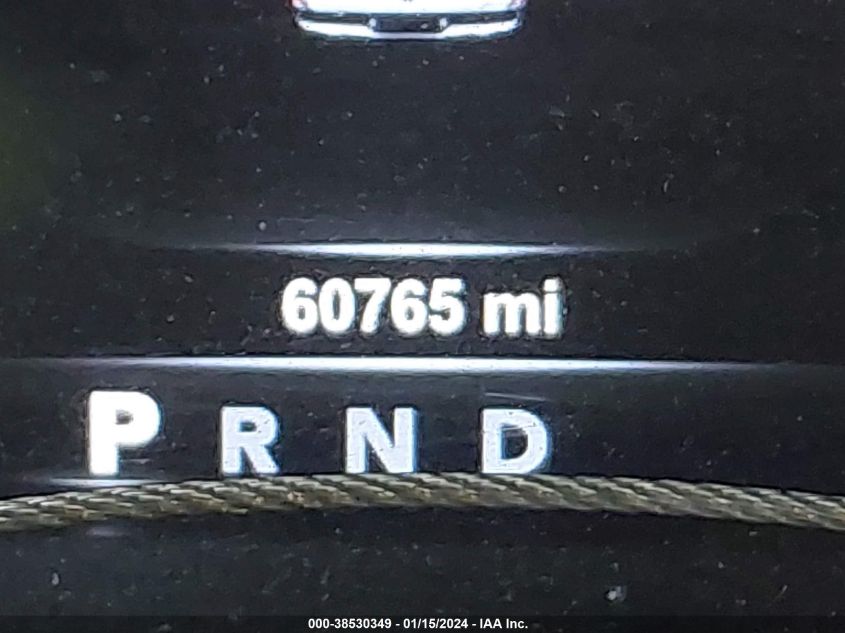 60765 mi
P R N D
000-38530349 - 01/15/2024 - IAA Inc.